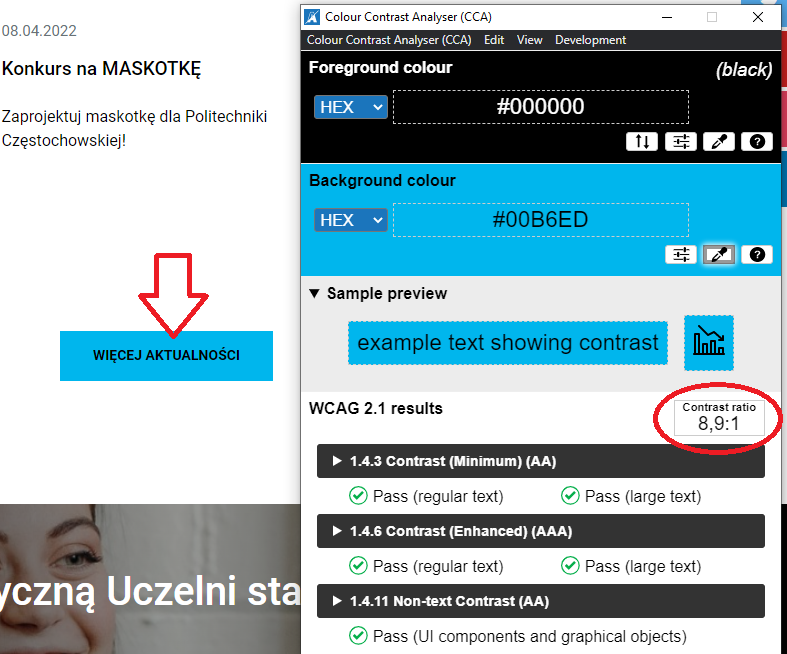 08.04.2022
Konkurs na MASKOTKĘ
Zaprojektuj maskotkę dla Politechniki
Częstochowskiej!
WIĘCEJ AKTUALNOŚCI
yczną Uczelni sta
Colour Contrast Analyser (CCA)
Colour Contrast Analyser (CCA) Edit View Development
Foreground colour (black)
HEX #000000
Background colour
HEX #00B6ED
Sample preview
example text showing contrast
WCAG 2.1 results
Contrast ratio
8,9:1
1.4.3 Contrast (Minimum) (AA)
Pass (regular text) Pass (large text)
1.4.6 Contrast (Enhanced) (AAA)
Pass (regular text) Pass (large text)
1.4.11 Non-text Contrast (AA)
Pass (UI components and graphical objects)